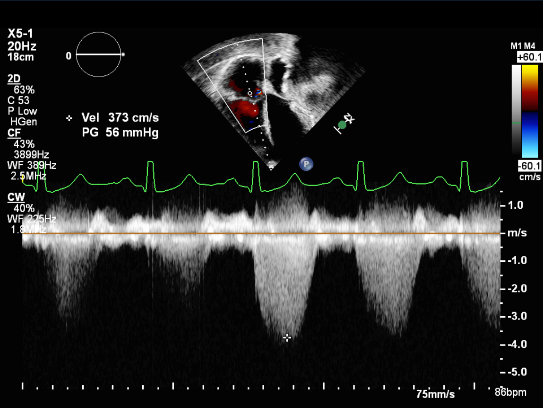 X5-1
20Hz
18cm
0
2D
63%
C 53
P Low
HGen
CF
43%
3899Hz
WF 389Hz
2.5MHz
CW
40%
WF 225Hz
1.8MHz
Vel 373 cm/s
PG 56 mmHg
P
M1 M4
+60.1
-60.1
cm/s
1.0
m/s
-1.0
-2.0
-3.0
-4.0
-5.0
75mm/s
86bpm